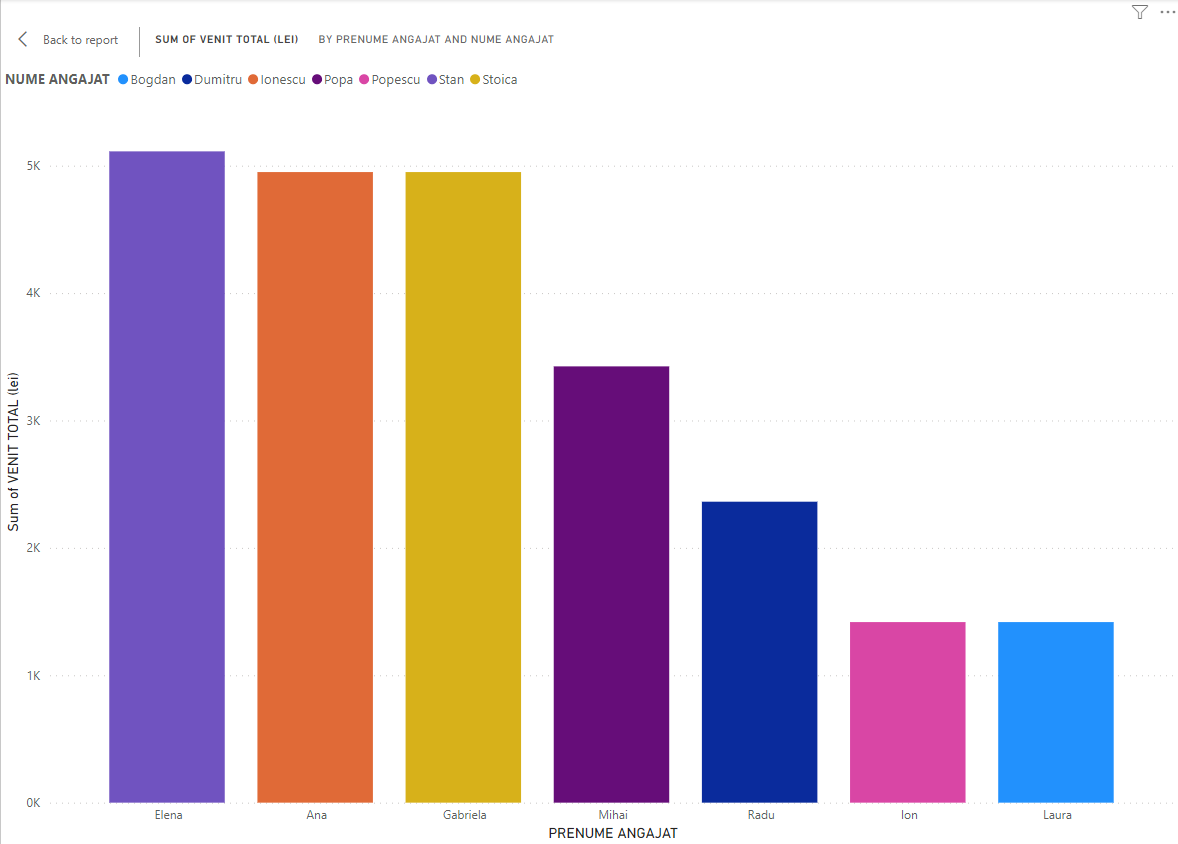 Back to report SUM OF VENIT TOTAL (LEI) BY PRENUME ANGAJAT AND NUME ANGAJAT
NUME ANGAJAT Bogdan Dumitru Ionescu Popa Popescu Stan Stoica
5K
4K
3K
2K
1K
0K
Sum of VENIT TOTAL (lei)
Elena Ana Gabriela Mihai Radu Ion Laura
PRENUME ANGAJAT